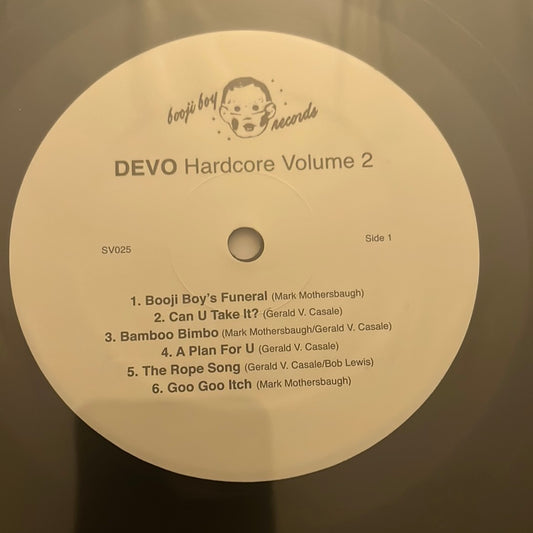 booji boy records
DEVO Hardcore Volume 2
SV025
Side 1
1. Booji Boy's Funeral (Mark Mothersbaugh)
2. Can U Take It? (Gerald V. Casale)
3. Bamboo Bimbo (Mark Mothersbaugh/Gerald V. Casale)
4. A Plan For U (Gerald V. Casale)
5. The Rope Song (Gerald V. Casale/Bob Lewis)
6. Goo Goo Itch (Mark Mothersbaugh)